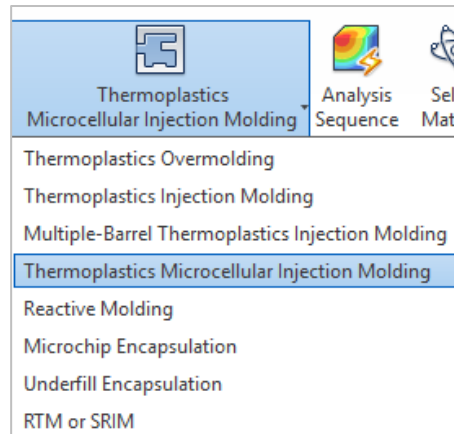 Thermoplastics
Microcellular Injection Molding
Analysis
Sequence
Thermoplastics Overmolding
Thermoplastics Injection Molding
Multiple-Barrel Thermoplastics Injection Molding
Thermoplastics Microcellular Injection Molding
Reactive Molding
Microchip Encapsulation
Underfill Encapsulation
RTM or SRIM